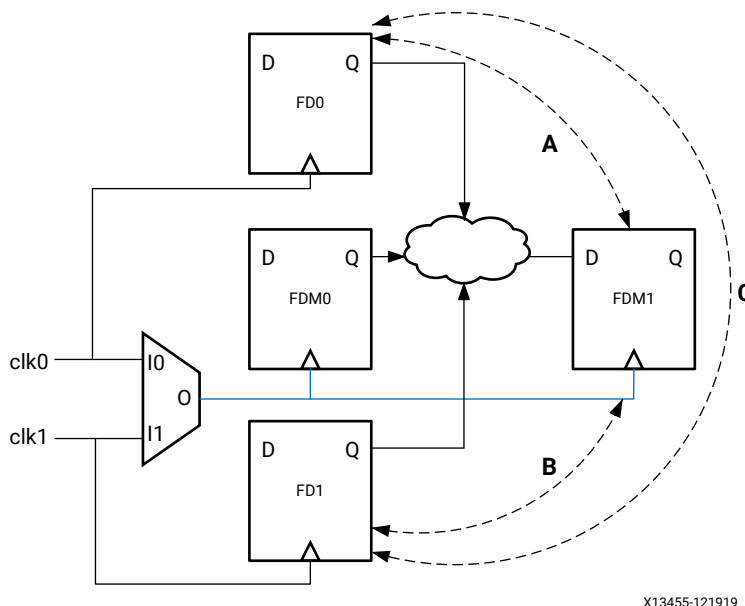 D Q
FD0
A
D Q
FDM0
D Q
FDM1
C
clk0
I0
O
clk1
I1
D Q
FD1
B
X13455-121919